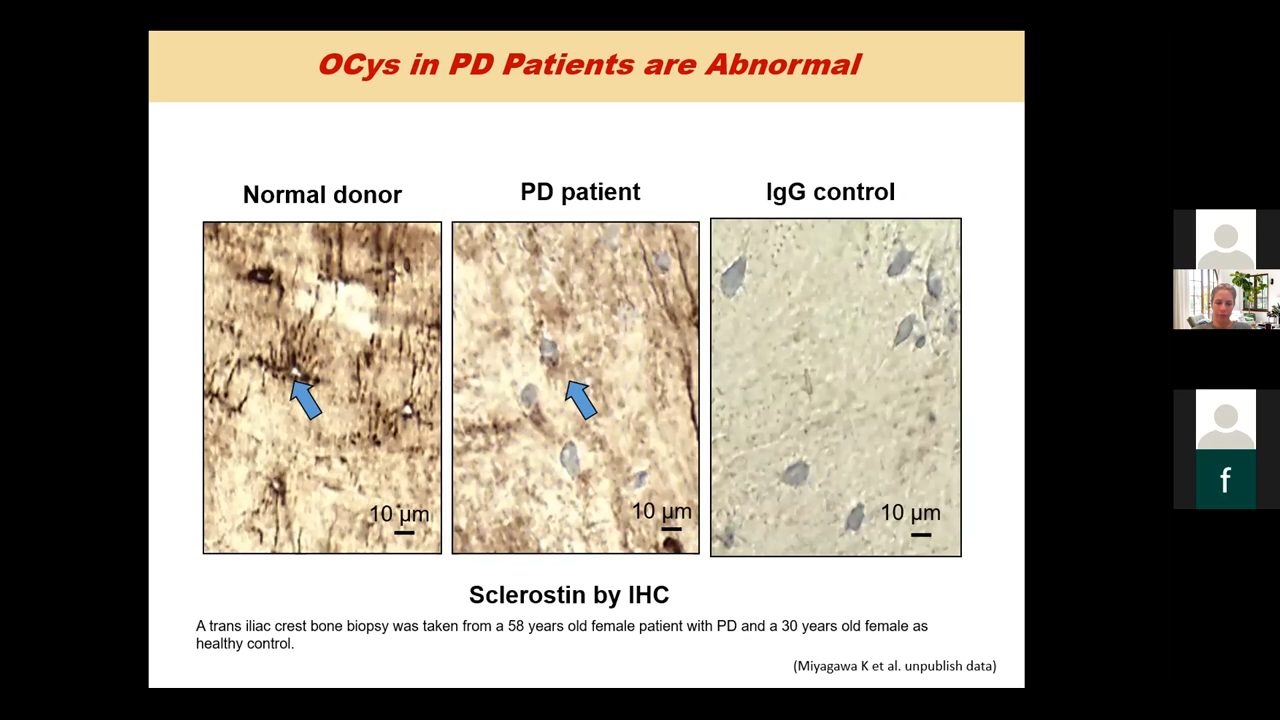 OCys in PD Patients are Abnormal
Normal donor
PD patient
IgG control
10 µm
10 µm
10 µm
Sclerostin by IHC
A trans iliac crest bone biopsy was taken from a 58 years old female patient with PD and a 30 years old female as
healthy control.
(Miyagawa K et al. unpublish data)
f